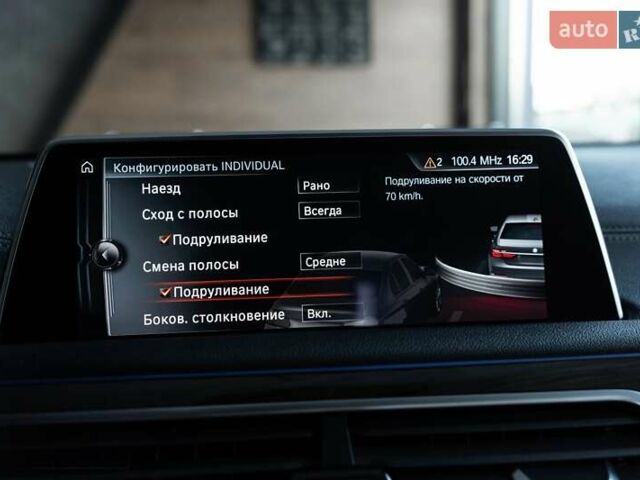 auto
Конфигурировать INDIVIDUAL
2 100.4 MHz 16:29
Наезд Рано
Сход с полосы Всегда
Подруливание
Смена полосы Средне
Подруливание
Боков. столкновение Вкл.
Подруливание на скорости от
70 km/h.